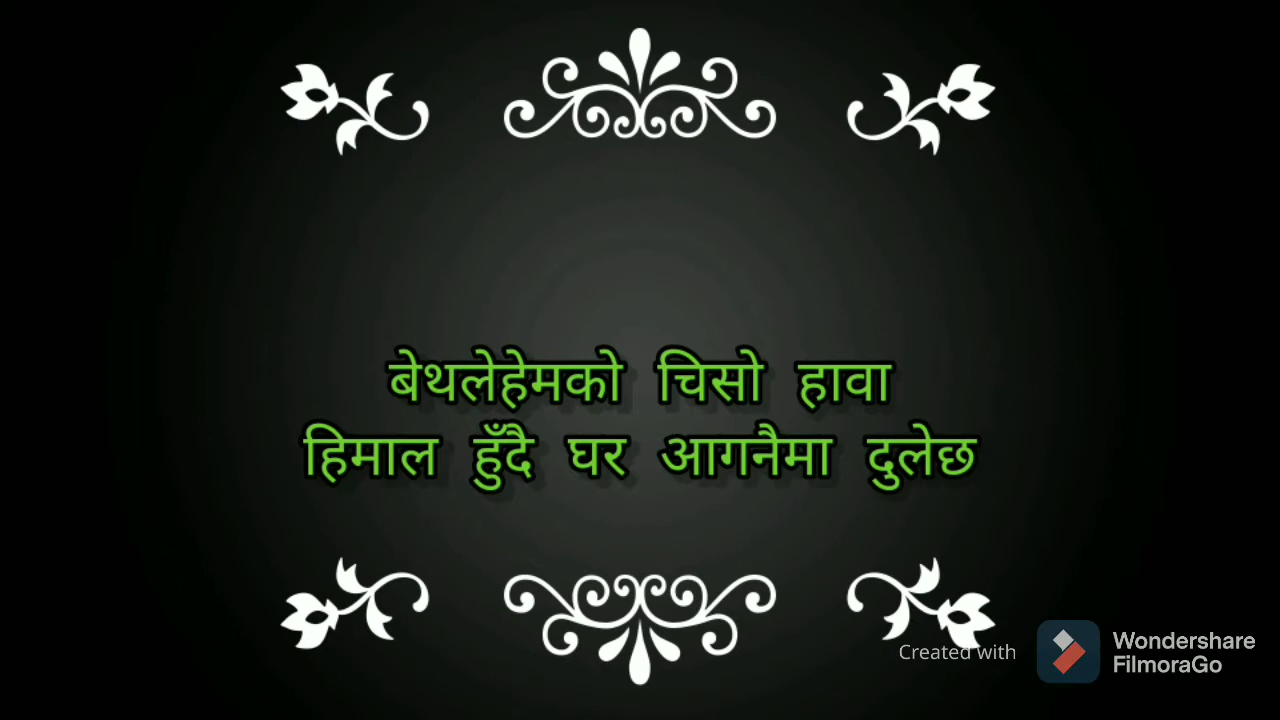 बेथलेहेमको चिसो हावा
हिमाल हुँदै घर आगनैमा दुलेछ
Created with
Wondershare
FilmoraGo